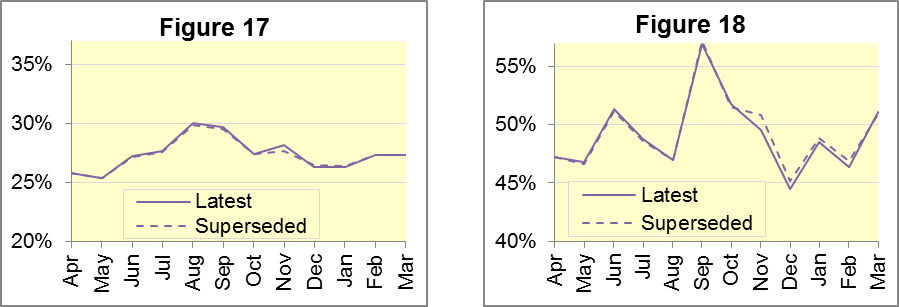 Figure 17
35%
30%
25%
20%
Latest
Superseded
Apr
May
Jun
Jul
Aug
Sep
Oct
Nov
Dec
Jan
Feb
Mar
Figure 18
55%
50%
45%
40%
Latest
Superseded
Apr
May
Jun
Jul
Aug
Sep
Oct
Nov
Dec
Jan
Feb
Mar